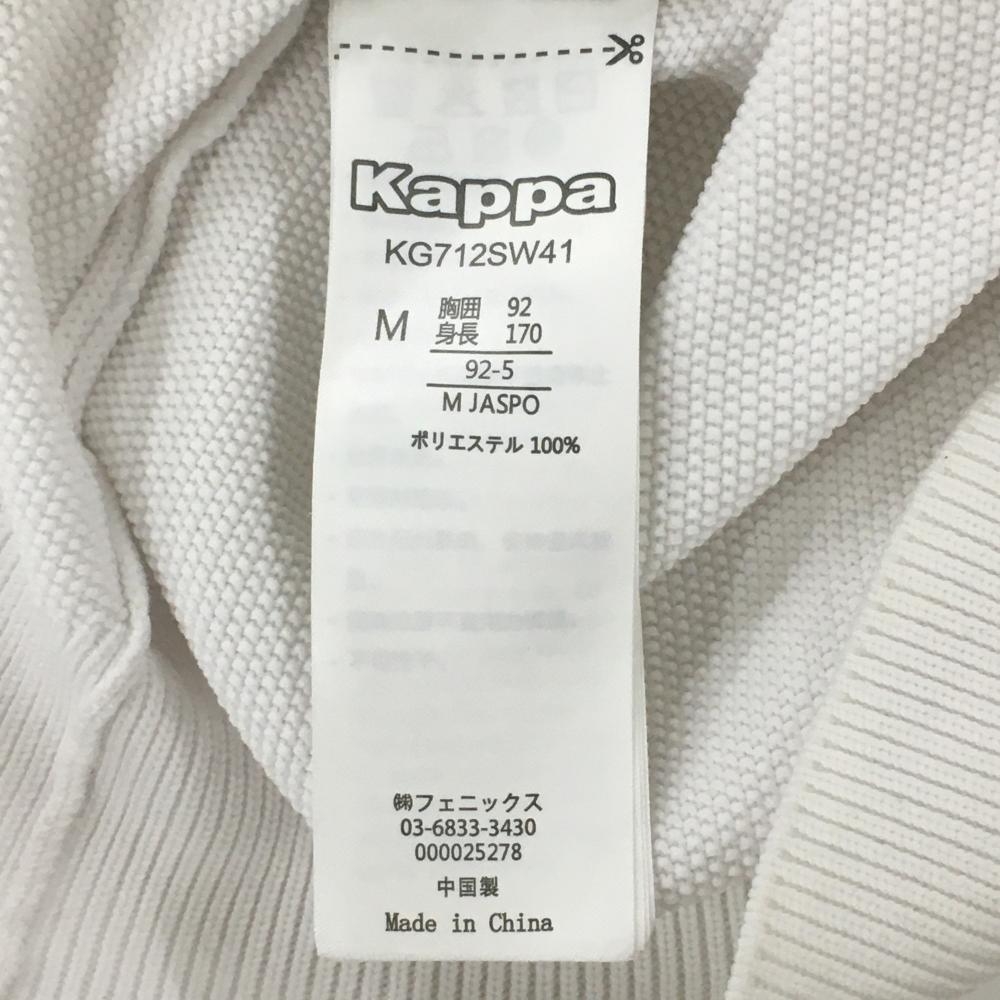 Kappa
KG712SW41
M
胸囲 92
身長 170
92-5
M JASPO
ポリエステル 100%
㈱フェニックス
03-6833-3430
000025278
中国製
Made in China